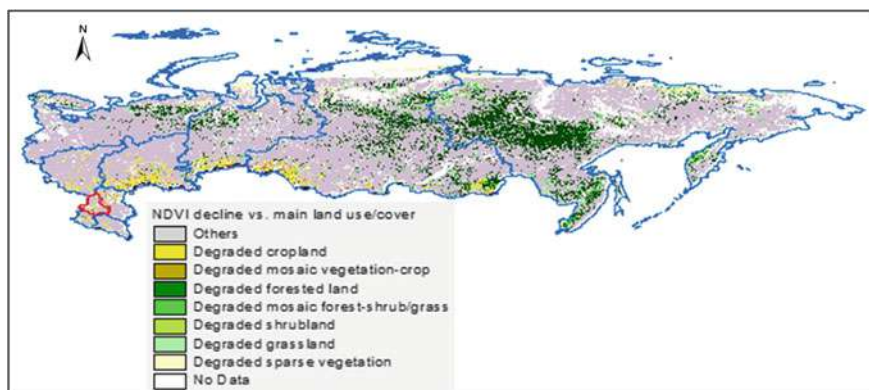 N
NDVI decline vs. main land use/cover
Others
Degraded cropland
Degraded mosaic vegetation-crop
Degraded forested land
Degraded mosaic forest-shrub/grass
Degraded shrubland
Degraded grassland
Degraded sparse vegetation
No Data